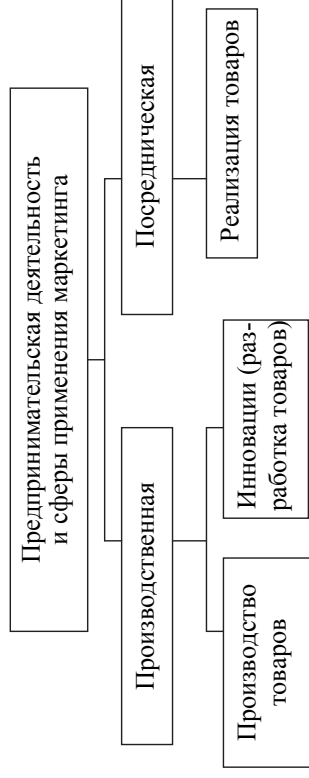 Предпринимательская деятельность
и сферы применения маркетинга
Производственная
Посредническая
Производство
товаров
Инновации (раз-
работка товаров)
Реализация товаров